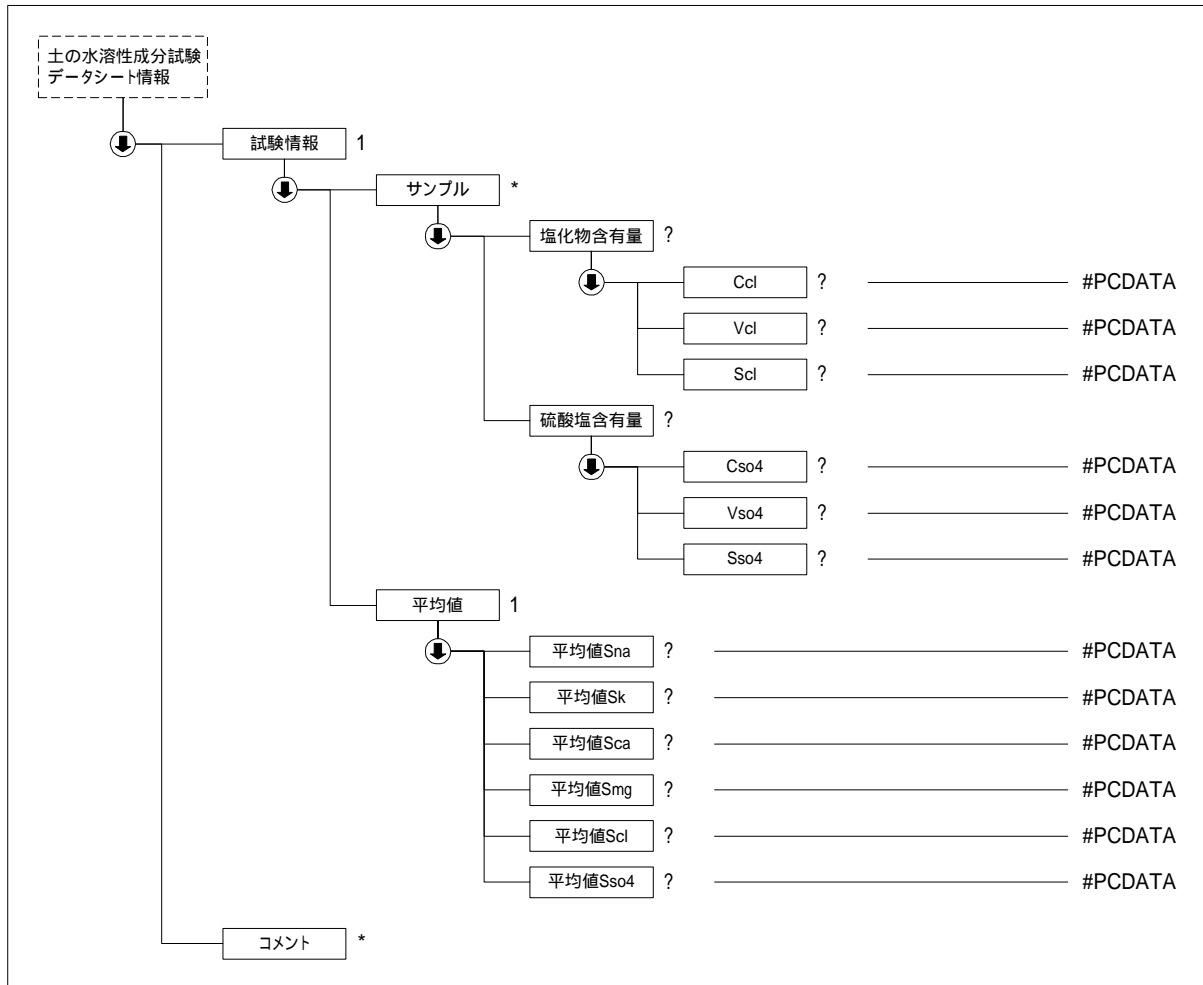 土の水溶性成分試験
データシート情報
試験情報 1
サンプル *
塩化物含有量 ?
Ccl ? #PCDATA
Vcl ? #PCDATA
Scl ? #PCDATA
硫酸塩含有量 ?
Cso4 ? #PCDATA
Vso4 ? #PCDATA
Sso4 ? #PCDATA
平均値 1
平均値Sna ? #PCDATA
平均値Sk ? #PCDATA
平均値Sca ? #PCDATA
平均値Smg ? #PCDATA
平均値Scl ? #PCDATA
平均値Sso4 ? #PCDATA
コメント *